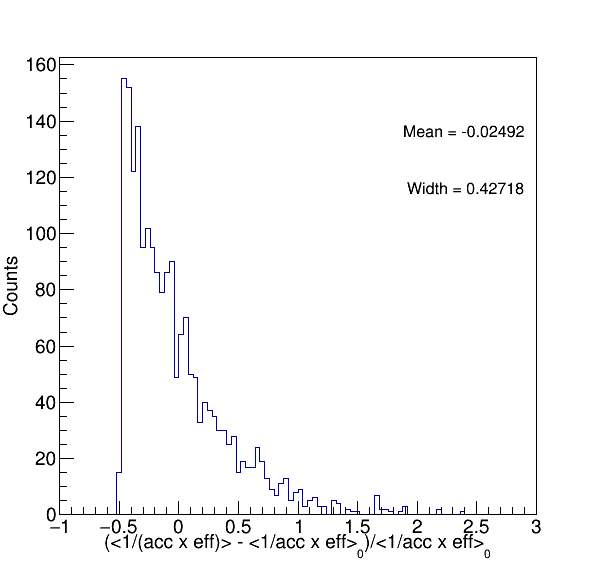 160
140
120
100
80
60
40
20
0
Counts
Mean = -0.02492
Width = 0.42718
−1 −0.5 0 0.5 1 1.5 2 2.5 3
(<1/(acc x eff)> - <1/acc x eff>₀)/<1/acc x eff>₀